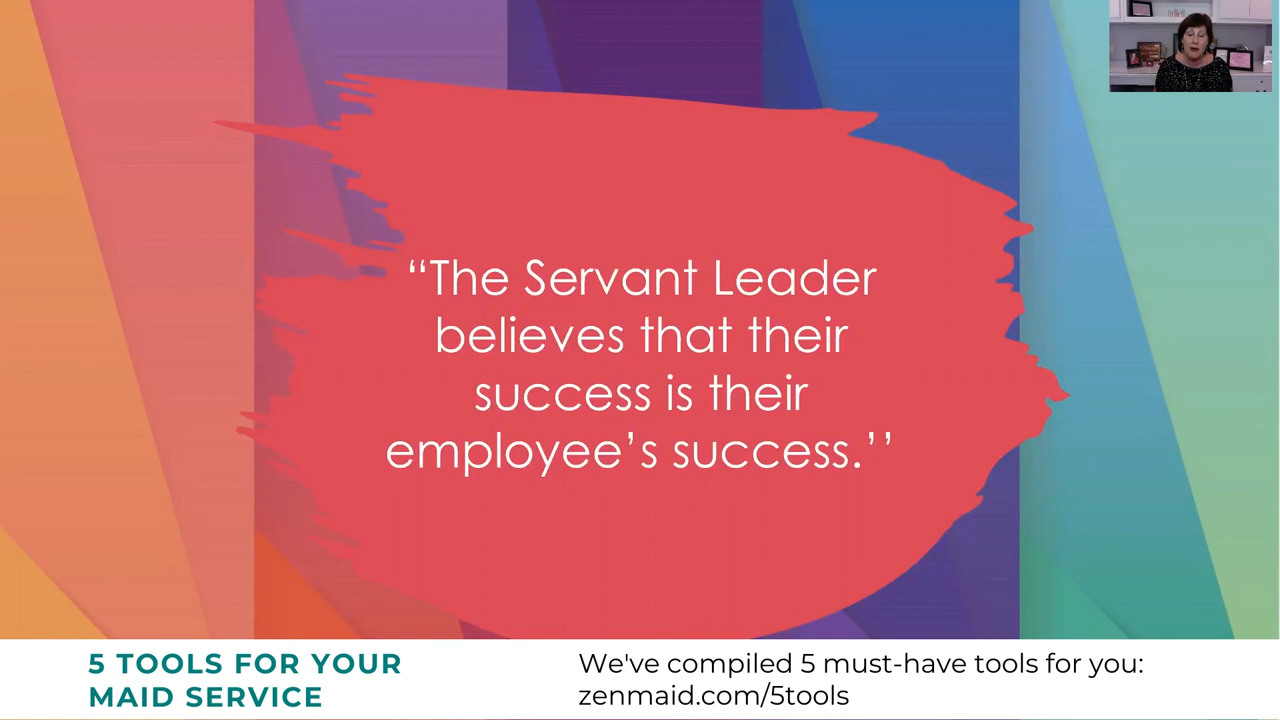 “The Servant Leader
believes that their
success is their
employee’s success.’’
5 TOOLS FOR YOUR
MAID SERVICE
We've compiled 5 must-have tools for you:
zenmaid.com/5tools